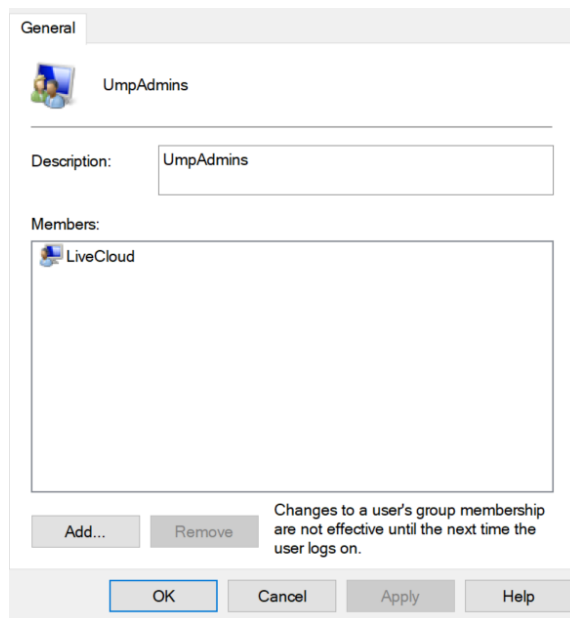 General
UmpAdmins
Description:
UmpAdmins
Members:
LiveCloud
Add...
Remove
Changes to a user's group membership
are not effective until the next time the
user logs on.
OK
Cancel
Apply
Help